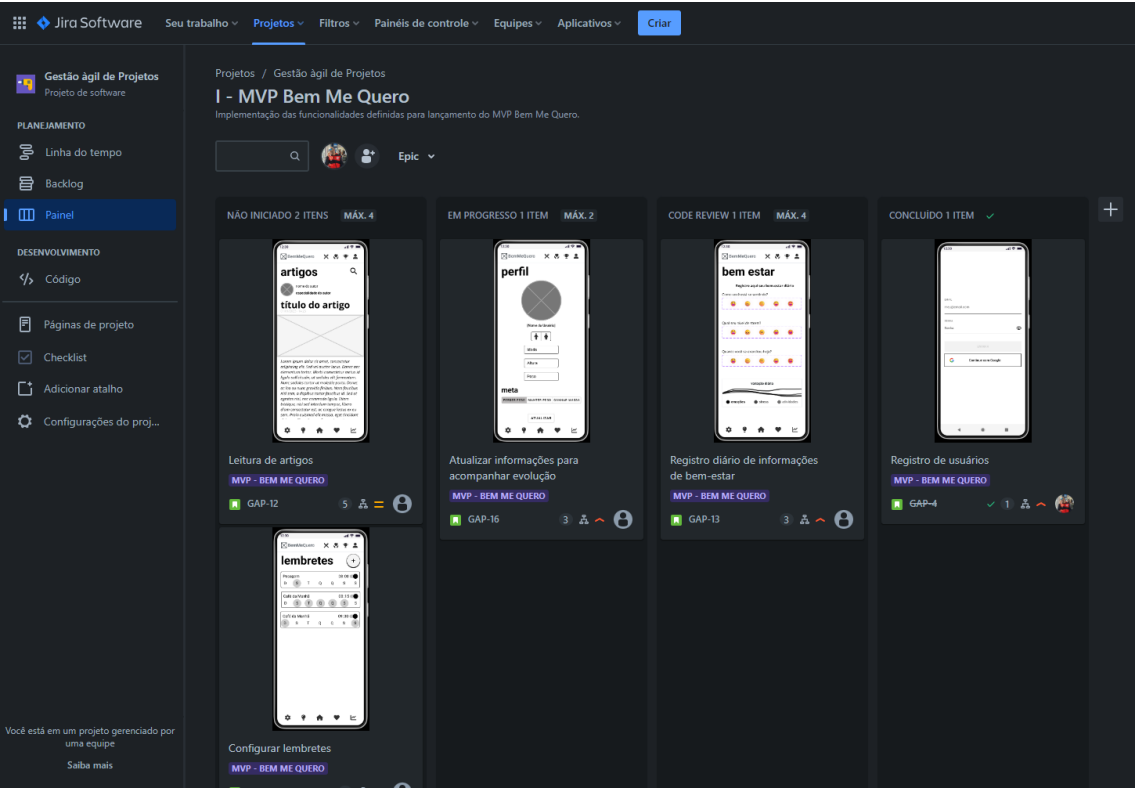 Jira Software
Seu trabalho
Projetos
Filtros
Painéis de controle
Equipes
Aplicativos
Criar
Gestão àgil de Projetos
Projeto de software
PLANEJAMENTO
Linha do tempo
Backlog
Painel
DESENVOLVIMENTO
Código
Páginas de projeto
Checklist
Adicionar atalho
Configurações do proj...
Você está em um projeto gerenciado por
uma equipe
Saiba mais
Projetos / Gestão àgil de Projetos
I - MVP Bem Me Quero
Implementação das funcionalidades definidas para lançamento do MVP Bem Me Quero.
Epic
NÃO INICIADO 2 ITENS MÁX. 4
artigos
título do artigo
Leitura de artigos
MVP - BEM ME QUERO
GAP-12 5
lembretes
Configurar lembretes
MVP - BEM ME QUERO
EM PROGRESSO 1 ITEM MÁX. 2
perfil
meta
Atualizar informações para
acompanhar evolução
MVP - BEM ME QUERO
GAP-16 3
CODE REVIEW 1 ITEM MÁX. 4
bem estar
Registro diário de informações
de bem-estar
MVP - BEM ME QUERO
GAP-13 3
CONCLUÍDO 1 ITEM
Registro de usuários
MVP - BEM ME QUERO
GAP-4 1